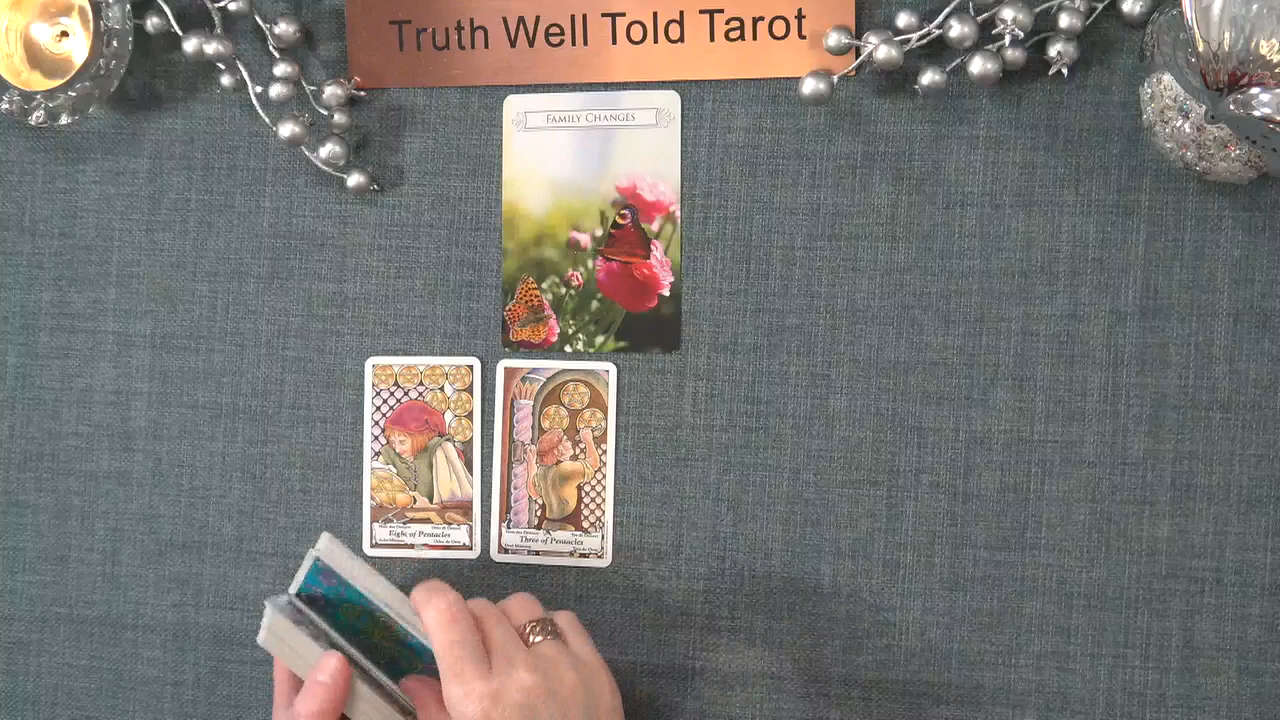 Truth Well Told Tarot
FAMILY CHANGES
Eight of Pentacles
Three of Pentacles